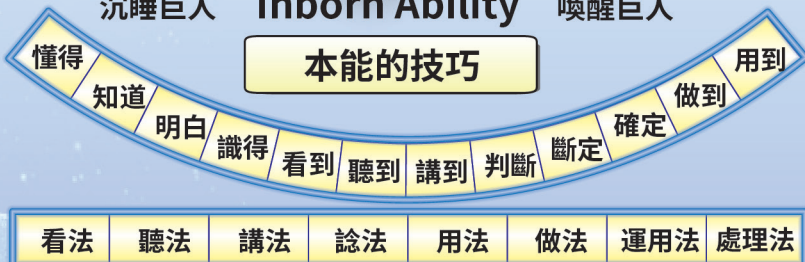 沉睡巨人 Inborn Ability 喚醒巨人
本能的技巧
懂得 知道 明白 識得 看到 聽到 講到 判斷 斷定 確定 做到 用到
看法 聽法 講法 諗法 用法 做法 運用法 處理法